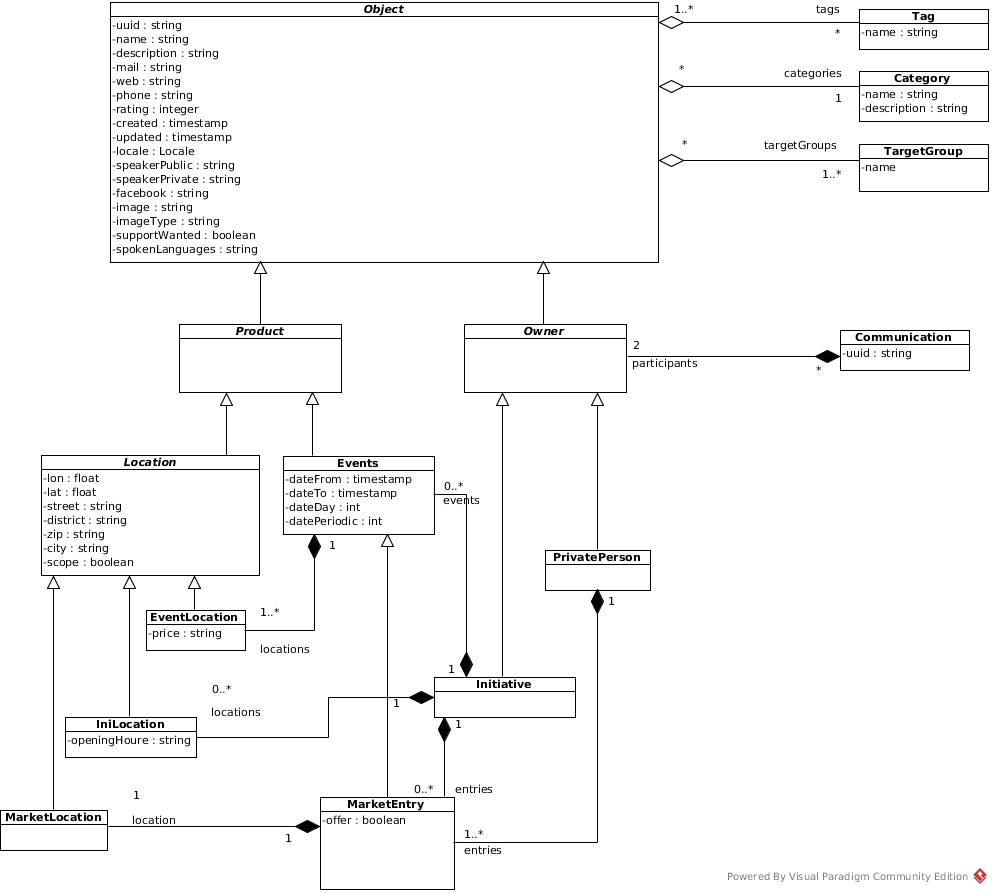 Object
-uuid : string
-name : string
-description : string
-mail : string
-web : string
-phone : string
-rating : integer
-created : timestamp
-updated : timestamp
-locale : Locale
-speakerPublic : string
-speakerPrivate : string
-facebook : string
-image : string
-imageType : string
-supportWanted : boolean
-spokenLanguages : string
1..*
tags
*
Tag
-name : string
*
categories
1
Category
-name : string
-description : string
*
targetGroups
1..*
TargetGroup
-name
Product
Owner
2
participants
*
Communication
-uuid : string
Location
-lon : float
-lat : float
-street : string
-district : string
-zip : string
-city : string
-scope : boolean
Events
-dateFrom : timestamp
-dateTo : timestamp
-dateDay : int
-datePeriodic : int
0..*
events
1
PrivatePerson
1
EventLocation
-price : string
1..*
locations
1
Initiative
0..*
locations
1
1
IniLocation
-openingHoure : string
0..*
entries
MarketLocation
1
location
1
MarketEntry
-offer : boolean
1..*
entries
Powered By Visual Paradigm Community Edition